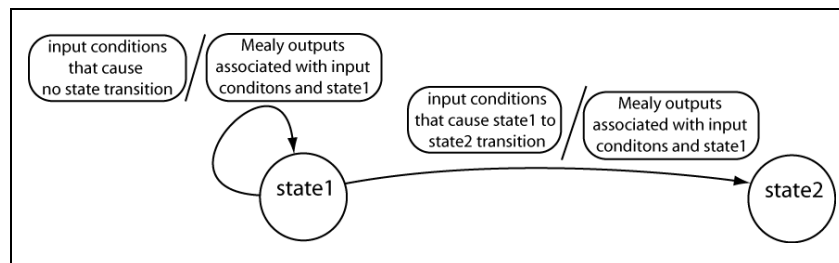 input conditions
that cause
no state transition
/
Mealy outputs
associated with input
conditons and state1
input conditions
that cause state1 to
state2 transition
/
Mealy outputs
associated with input
conditons and state1
state1
state2